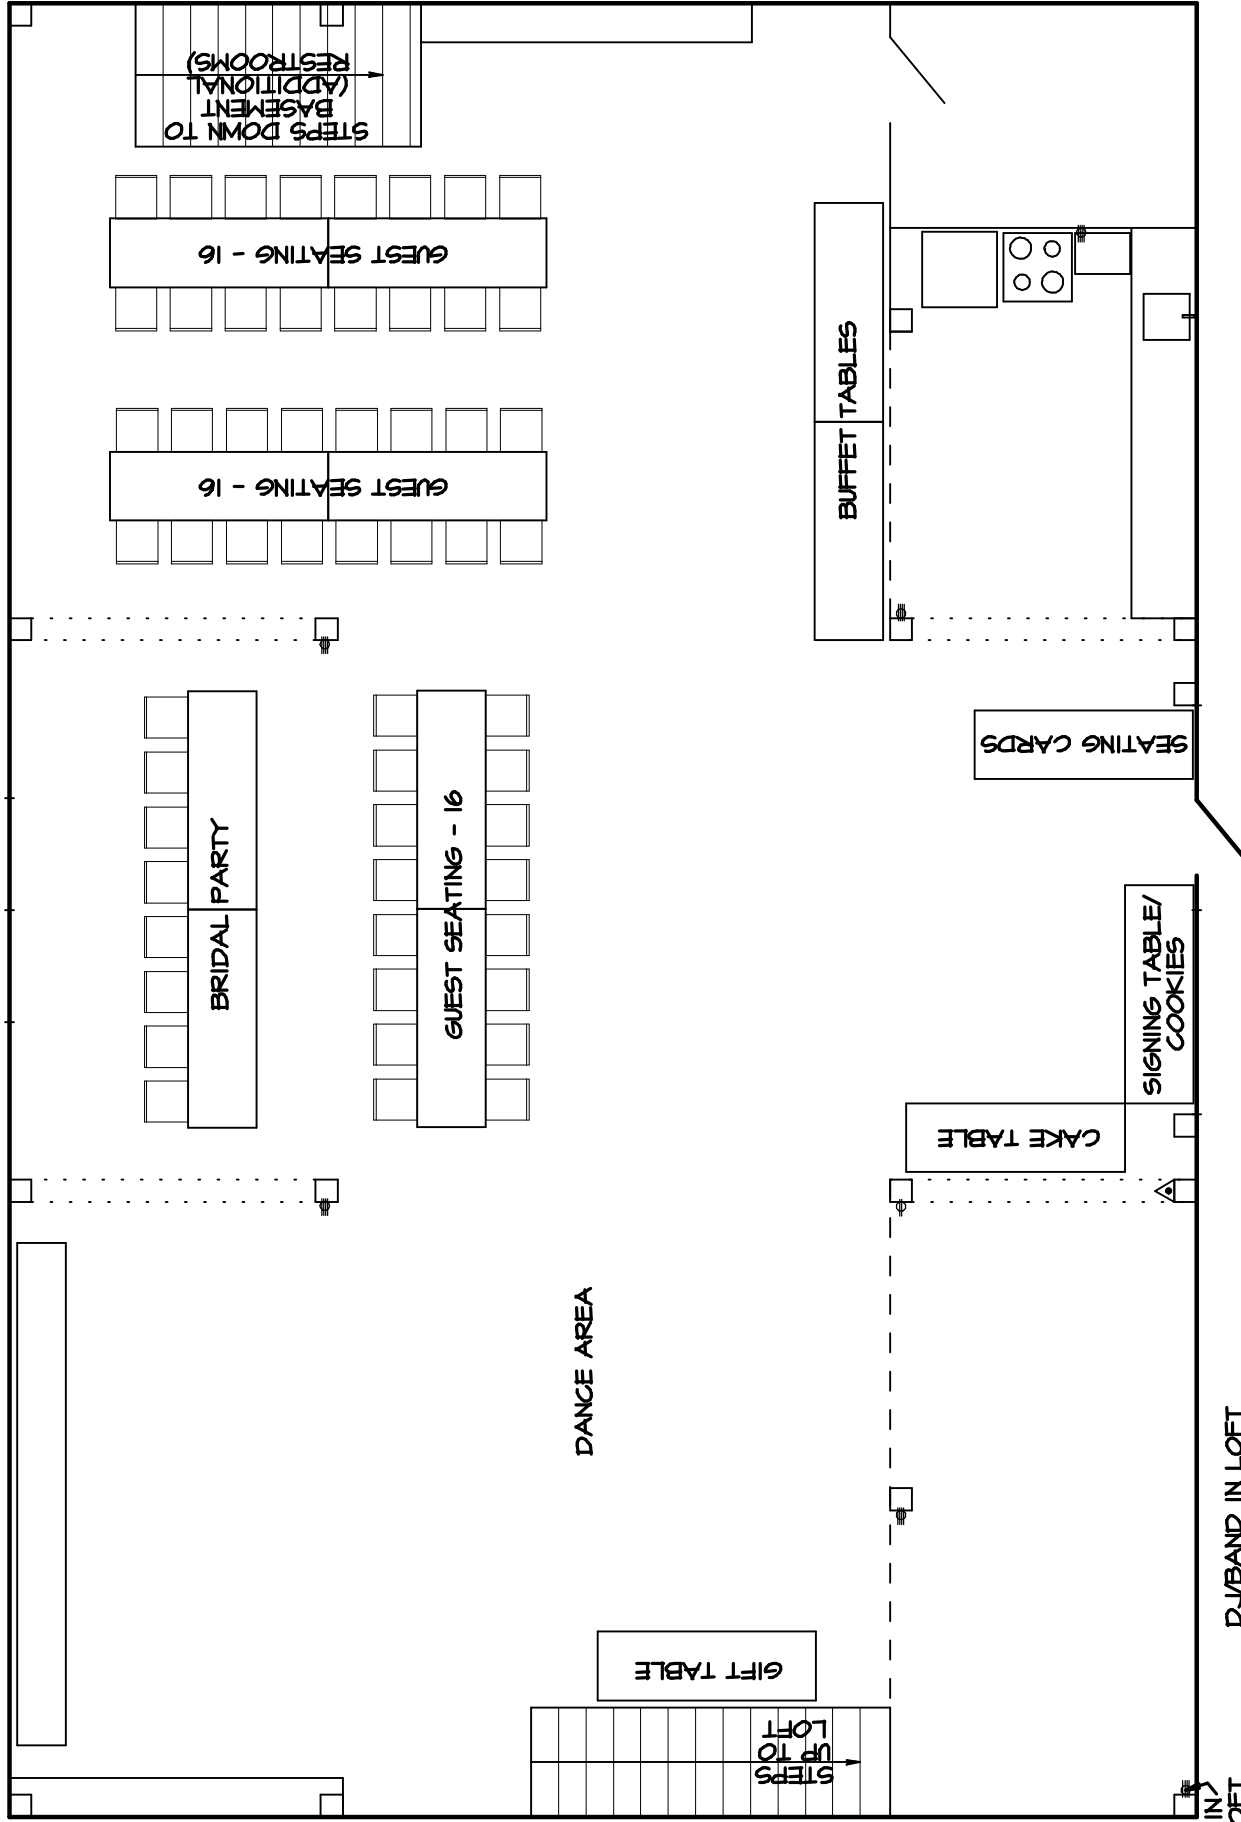 STEPS DOWN TO
BASEMENT
(ADDITIONAL
RESTROOMS)
GUEST SEATING - 16
GUEST SEATING - 16
BUFFET TABLES
BRIDAL PARTY
GUEST SEATING - 16
SEATING CARDS
SIGNING TABLE/
COOKIES
CAKE TABLE
DANCE AREA
GIFT TABLE
STEPS
UP TO
LOFT
DJ/BAND IN LOFT
IN